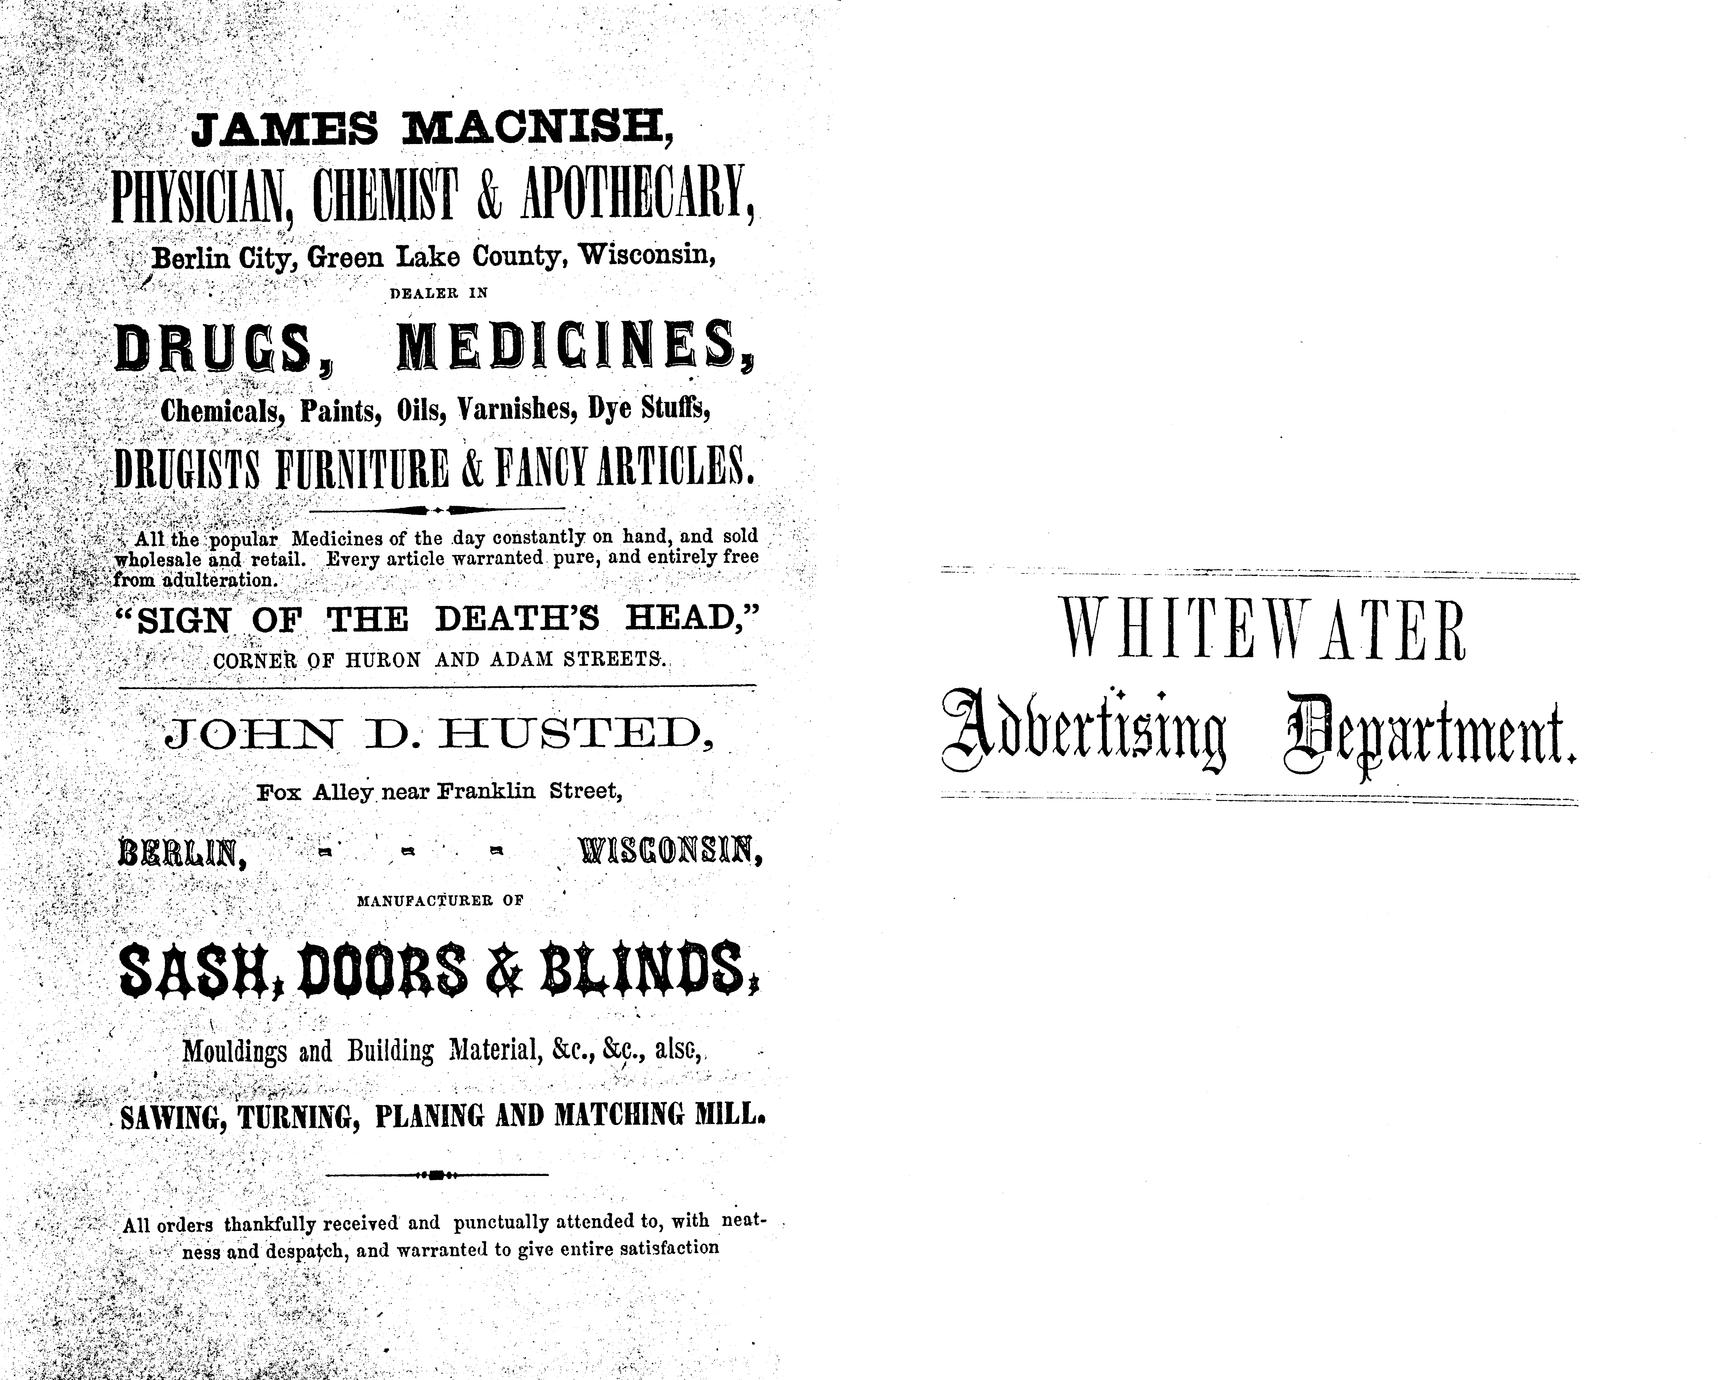 JAMES MACNISH,
PHYSICIAN, CHEMIST & APOTHECARY,
Berlin City, Green Lake County, Wisconsin,
DEALER IN
DRUGS, MEDICINES,
Chemicals, Paints, Oils, Varnishes, Dye Stuffs,
DRUGISTS FURNITURE & FANCY ARTICLES.
All the popular Medicines of the day constantly on hand, and sold
wholesale and retail. Every article warranted pure, and entirely free
from adulteration.
“SIGN OF THE DEATH’S HEAD,”
CORNER OF HURON AND ADAM STREETS.
JOHN D. HUSTED,
Fox Alley near Franklin Street,
BERLIN, - - - WISCONSIN,
MANUFACTURER OF
SASH, DOORS & BLINDS,
Mouldings and Building Material, &c., &c., also,
SAWING, TURNING, PLANING AND MATCHING MILL.
All orders thankfully received and punctually attended to, with neat-
ness and despatch, and warranted to give entire satisfaction
WHITEWATER
Advertising Department.